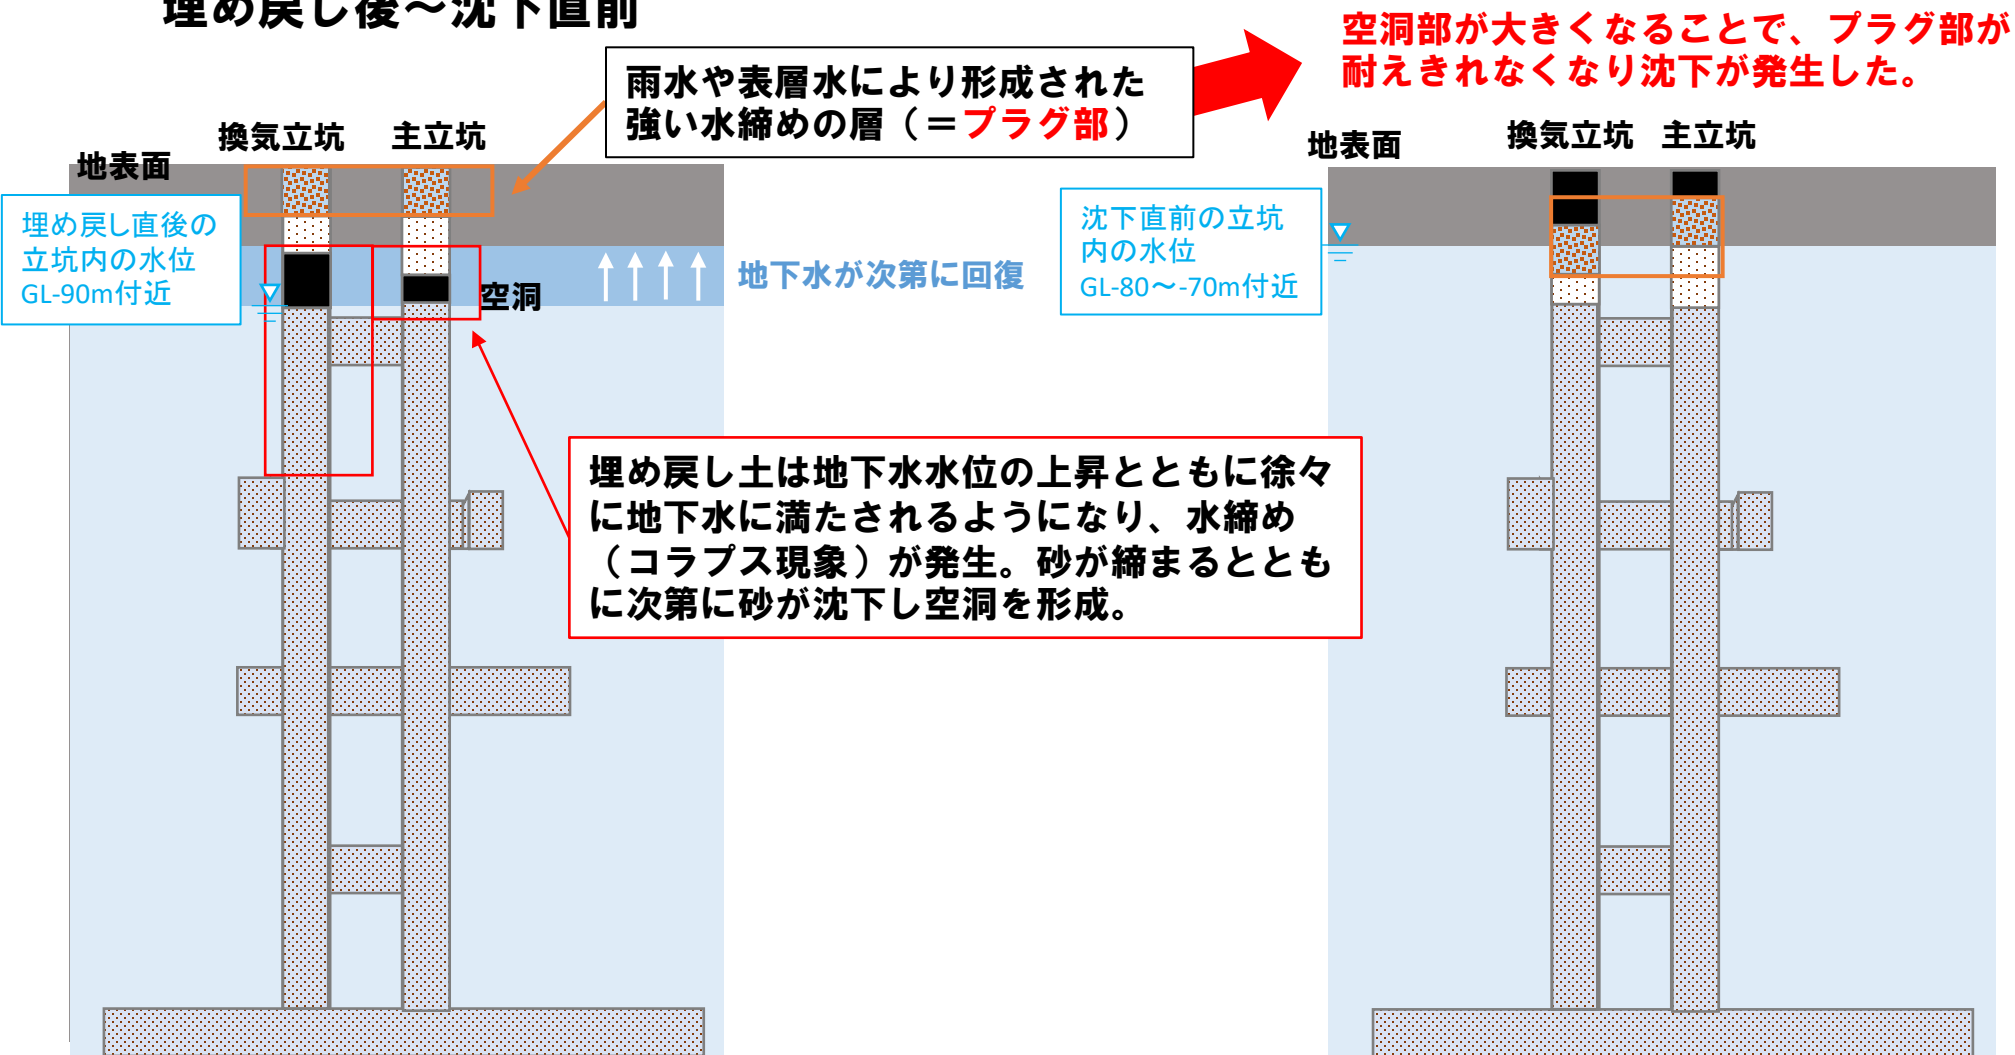 埋め戻し後～沈下直前
空洞部が大きくなることで、プラグ部が
耐えきれなくなり沈下が発生した。
雨水や表層水により形成された
強い水締めの層（＝プラグ部）
換気立坑
主立坑
地表面
埋め戻し直後の
立坑内の水位
GL-90m付近
空洞
地下水が次第に回復
埋め戻し土は地下水水位の上昇とともに徐々
に地下水に満たされるようになり、水締め
（コラプス現象）が発生。砂が締まるととも
に次第に砂が沈下し空洞を形成。
地表面
換気立坑
主立坑
沈下直前の立坑
内の水位
GL-80～-70m付近